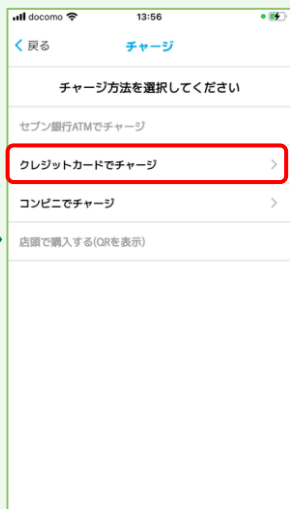 docomo 13:56
戻る チャージ
チャージ方法を選択してください
セブン銀行ATMでチャージ
クレジットカードでチャージ
コンビニでチャージ
店頭で購入する(QRを表示)